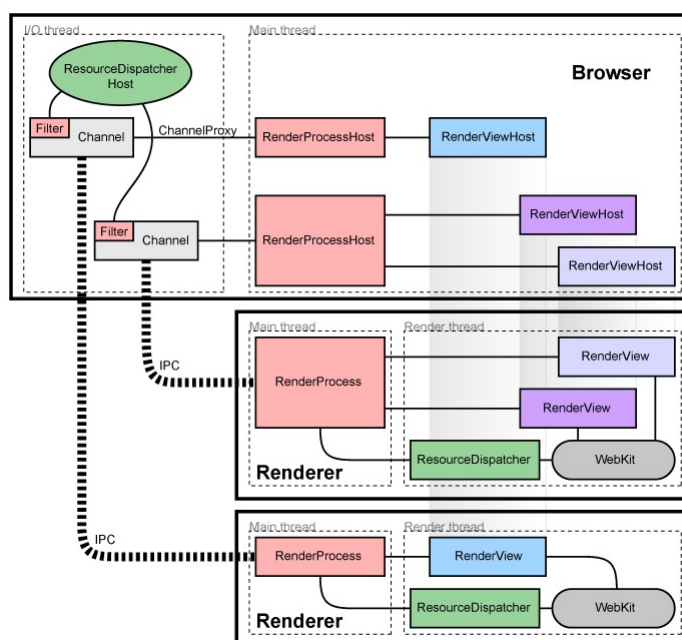 I/O thread
Main thread
ResourceDispatcher
Host
Browser
Filter
Channel
ChannelProxy
RenderProcessHost
RenderViewHost
Filter
Channel
RenderProcessHost
RenderViewHost
RenderViewHost
Main thread
Render thread
IPC
RenderProcess
RenderView
RenderView
Renderer
ResourceDispatcher
WebKit
Main thread
Render thread
IPC
RenderProcess
RenderView
Renderer
ResourceDispatcher
WebKit